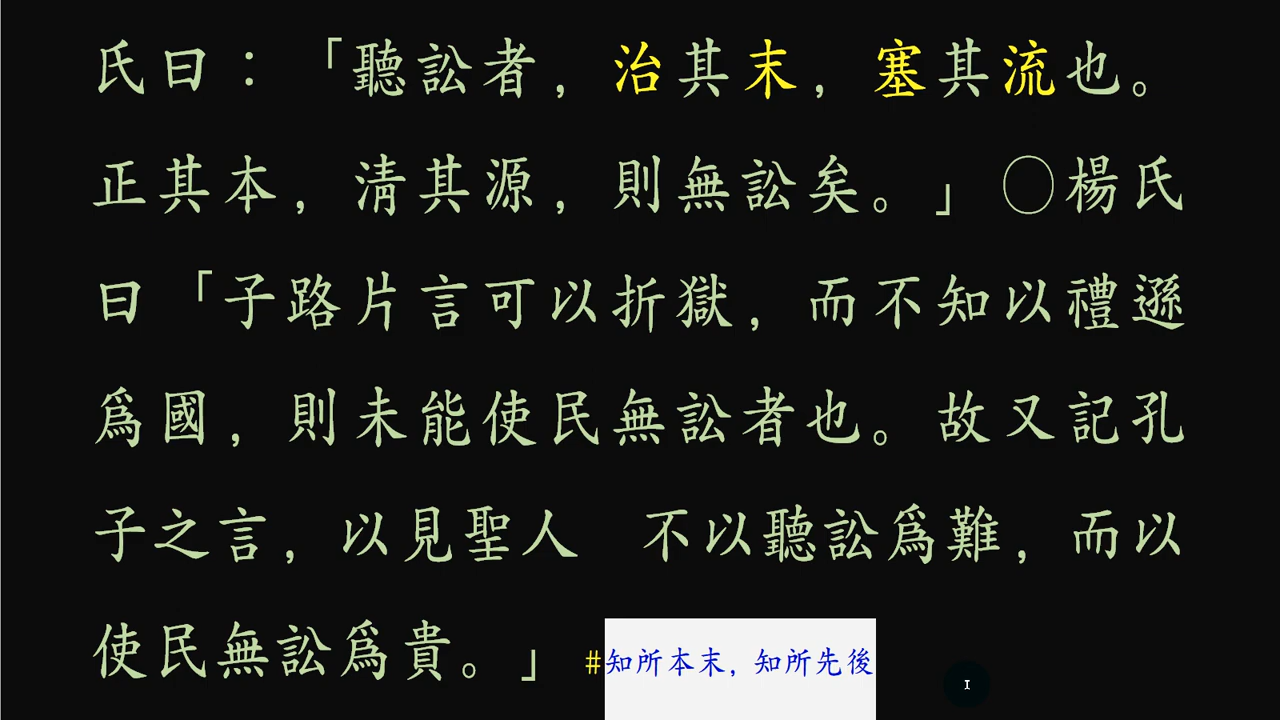 氏曰：「聽訟者，治其末，塞其流也。
正其本，清其源，則無訟矣。」○楊氏
曰「子路片言可以折獄，而不知以禮遜
爲國，則未能使民無訟者也。故又記孔
子之言，以見聖人　不以聽訟爲難，而以
使民無訟爲貴。」#知所本末，知所先後